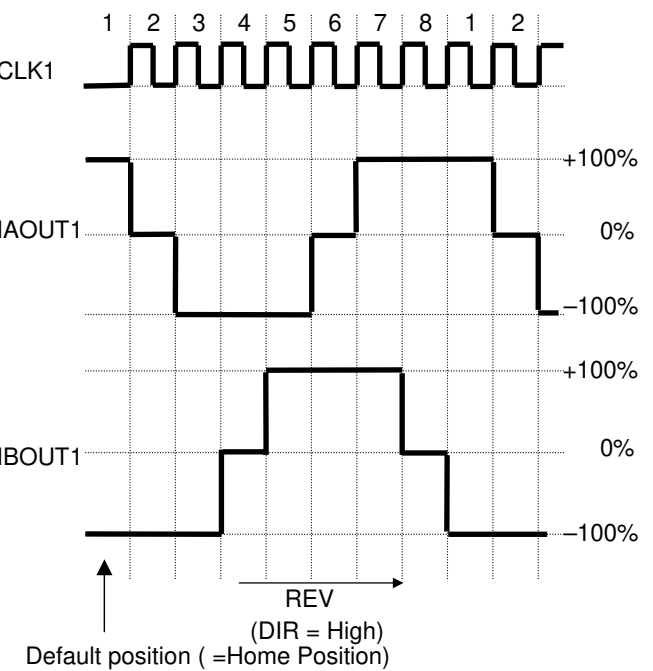 1 2 3 4 5 6 7 8 1 2
CLK1
+100%
IAOUT1
0%
–100%
+100%
IBOUT1
0%
–100%
REV
(DIR = High)
Default position ( =Home Position)